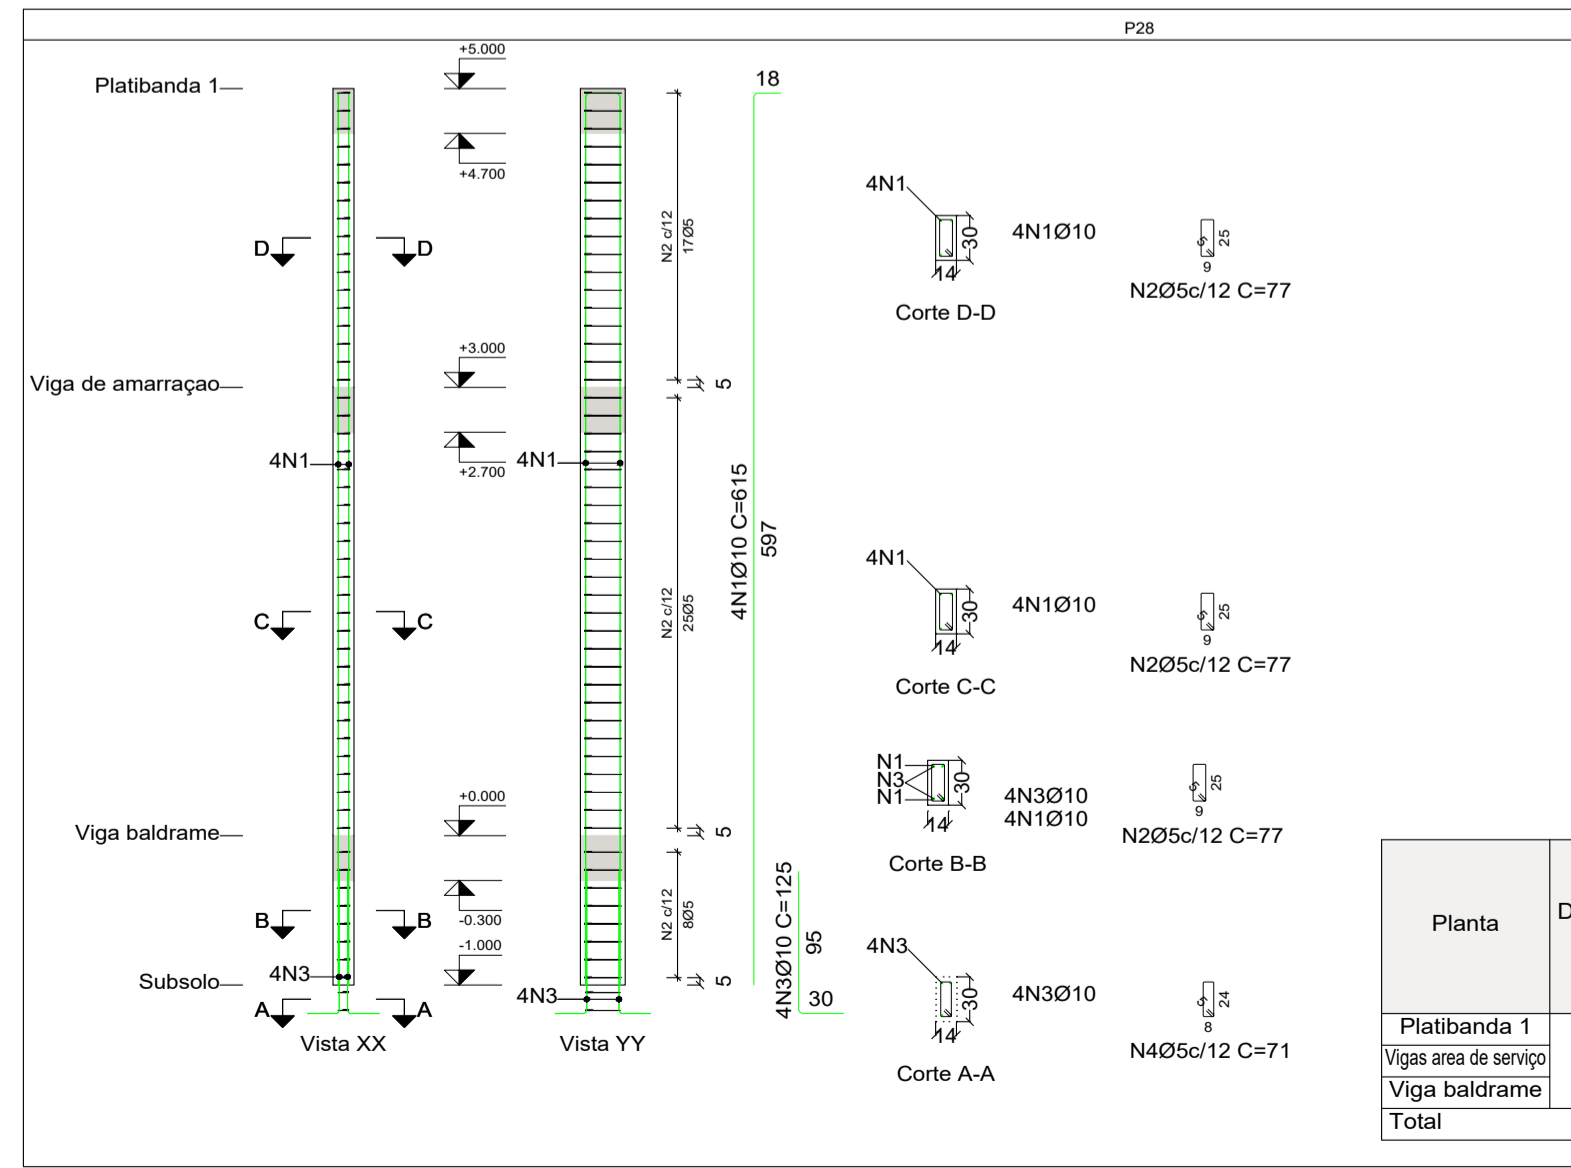 P28
+5.000
Platibanda 1
18
+4.700
4N1
N2 c/12
17Ø5
30
4N1Ø10
5
25
14
9
N2Ø5c/12 C=77
D
D
Corte D-D
+3.000
Viga de amarraçao
5
4N1
+2.700
4N1
4N1Ø10 C=615
597
N2 c/12
25Ø5
4N1
30
4N1Ø10
5
25
14
9
N2Ø5c/12 C=77
C
C
Corte C-C
N1
N3
N1
30
4N3Ø10
4N1Ø10
5
25
14
9
N2Ø5c/12 C=77
Corte B-B
+0.000
Viga baldrame
5
B
B
-0.300
N2 c/12
8Ø5
-1.000
Subsolo
4N3
4N3
5
4N3Ø10 C=125
95
30
A
A
Vista XX
Vista YY
4N3
30
4N3Ø10
5
24
14
8
N4Ø5c/12 C=71
Corte A-A
Planta
D
Platibanda 1
Vigas area de serviço
Viga baldrame
Total